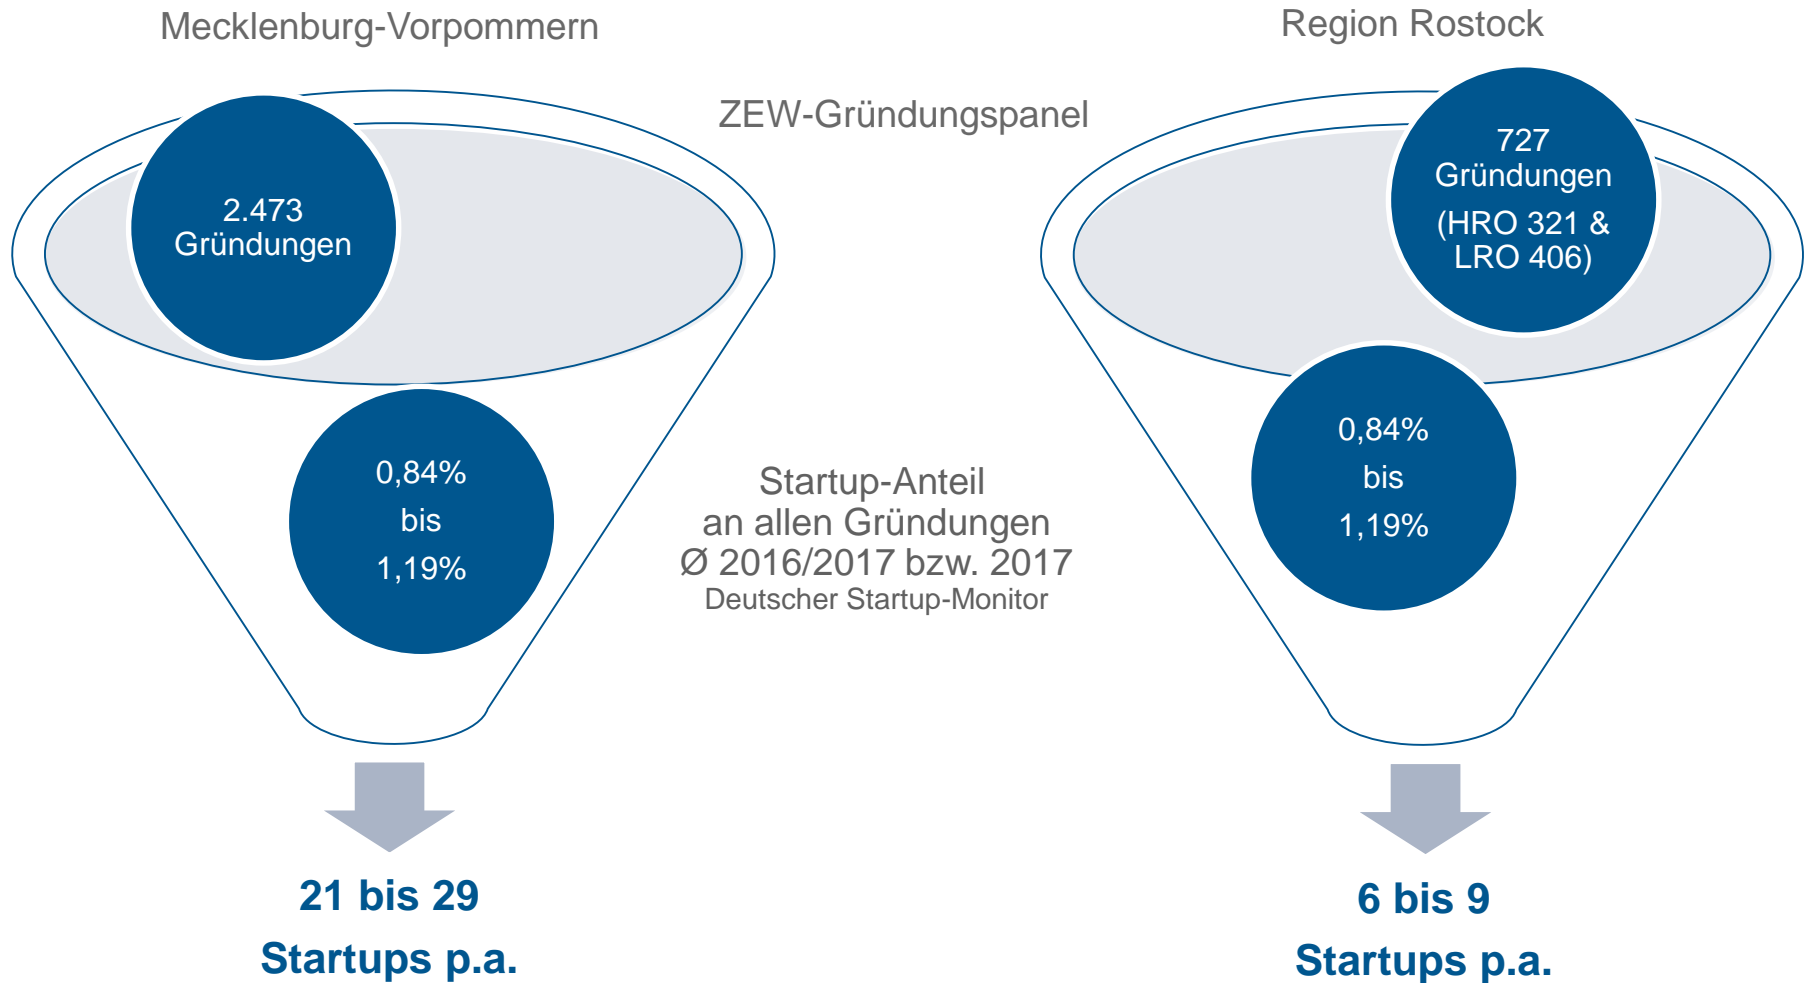 Mecklenburg-Vorpommern
Region Rostock
ZEW-Gründungspanel
2.473
Gründungen
727
Gründungen
(HRO 321 &
LRO 406)
0,84%
bis
1,19%
Startup-Anteil
an allen Gründungen
Ø 2016/2017 bzw. 2017
Deutscher Startup-Monitor
0,84%
bis
1,19%
21 bis 29
Startups p.a.
6 bis 9
Startups p.a.